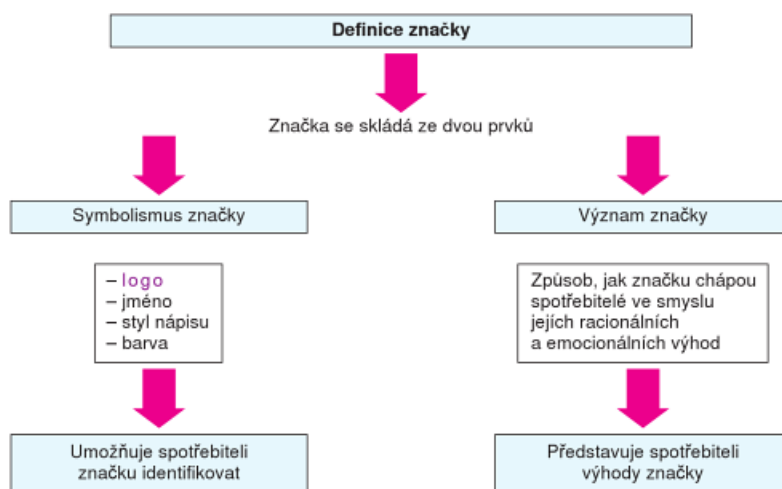 Definice značky
Značka se skládá ze dvou prvků
Symbolismus značky
– logo
– jméno
– styl nápisu
– barva
Umožňuje spotřebiteli
značku identifikovat
Význam značky
Způsob, jak značku chápou
spotřebitelé ve smyslu
jejích racionálních
a emocionálních výhod
Představuje spotřebiteli
výhody značky